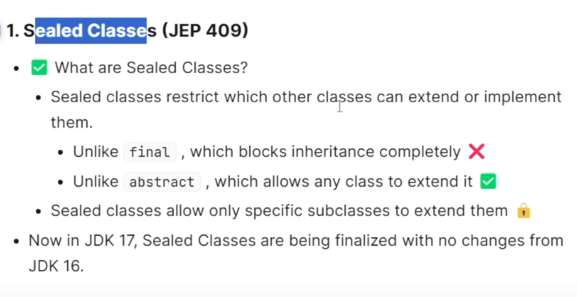 1. Sealed Classes (JEP 409)
• ✅ What are Sealed Classes?
• Sealed classes restrict which other classes can extend or implement
them.
• Unlike final , which blocks inheritance completely ❌
• Unlike abstract , which allows any class to extend it ✅
• Sealed classes allow only specific subclasses to extend them 🔒
• Now in JDK 17, Sealed Classes are being finalized with no changes from
JDK 16.